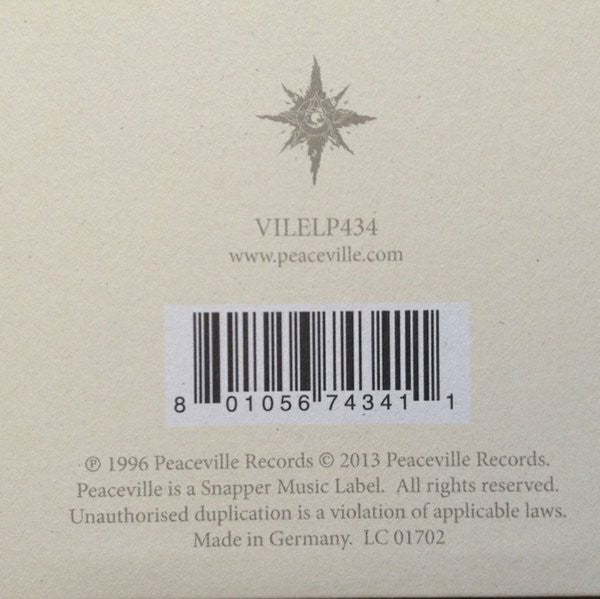 VILELP434
www.peaceville.com
8 01056 74341 1
℗ 1996 Peaceville Records © 2013 Peaceville Records.
Peaceville is a Snapper Music Label. All rights reserved.
Unauthorised duplication is a violation of applicable laws.
Made in Germany. LC 01702